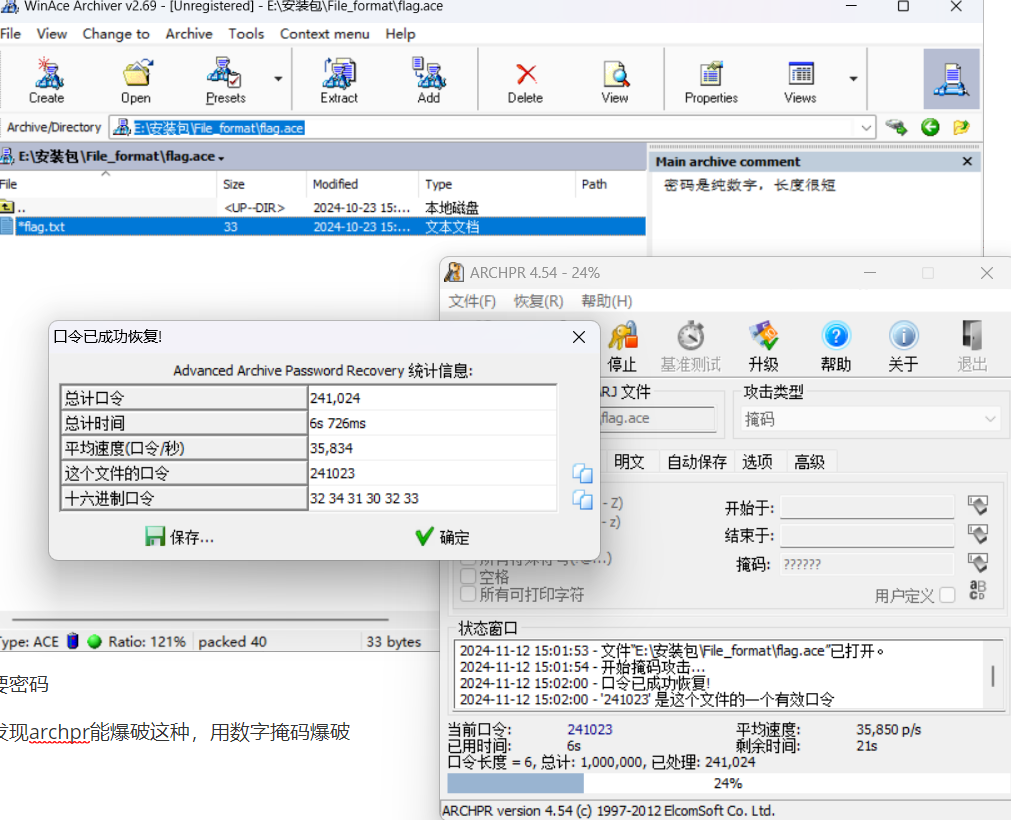 WinAce Archiver v2.69 - [Unregistered] - E:\安装包\File_format\flag.ace
File View Change to Archive Tools Context menu Help
Create Open Presets Extract Add Delete View Properties Views
Archive/Directory E:\安装包\File_format\flag.ace
E:\安装包\File_format\flag.ace
File Size Modified Type Path
.. <UP--DIR> 2024-10-23 15:... 本地磁盘
*flag.txt 33 2024-10-23 15:... 文本文档
Main archive comment
密码是纯数字，长度很短
ARCHPR 4.54 - 24%
文件(F) 恢复(R) 帮助(H)
停止 基准测试 升级 帮助 关于 退出
RJ 文件 攻击类型
flag.ace 掩码
明文 自动保存 选项 高级
- Z) 开始于:
- z) 结束于:
掩码: ??????
空格
所有可打印字符 用户定义
口令已成功恢复!
Advanced Archive Password Recovery 统计信息:
总计口令 241,024
总计时间 6s 726ms
平均速度(口令/秒) 35,834
这个文件的口令 241023
十六进制口令 32 34 31 30 32 33
保存... 确定
状态窗口
2024-11-12 15:01:53 - 文件"E:\安装包\File_format\flag.ace"已打开。
2024-11-12 15:01:54 - 开始掩码攻击...
2024-11-12 15:02:00 - 口令已成功恢复!
2024-11-12 15:02:00 - '241023' 是这个文件的一个有效口令
当前口令: 241023 平均速度: 35,850 p/s
已用时间: 6s 剩余时间: 21s
口令长度 = 6, 总计: 1,000,000, 已处理: 241,024
24%
ARCHPR version 4.54 (c) 1997-2012 ElcomSoft Co. Ltd.
Type: ACE Ratio: 121% packed 40 33 bytes
要密码
发现archpr能爆破这种，用数字掩码爆破